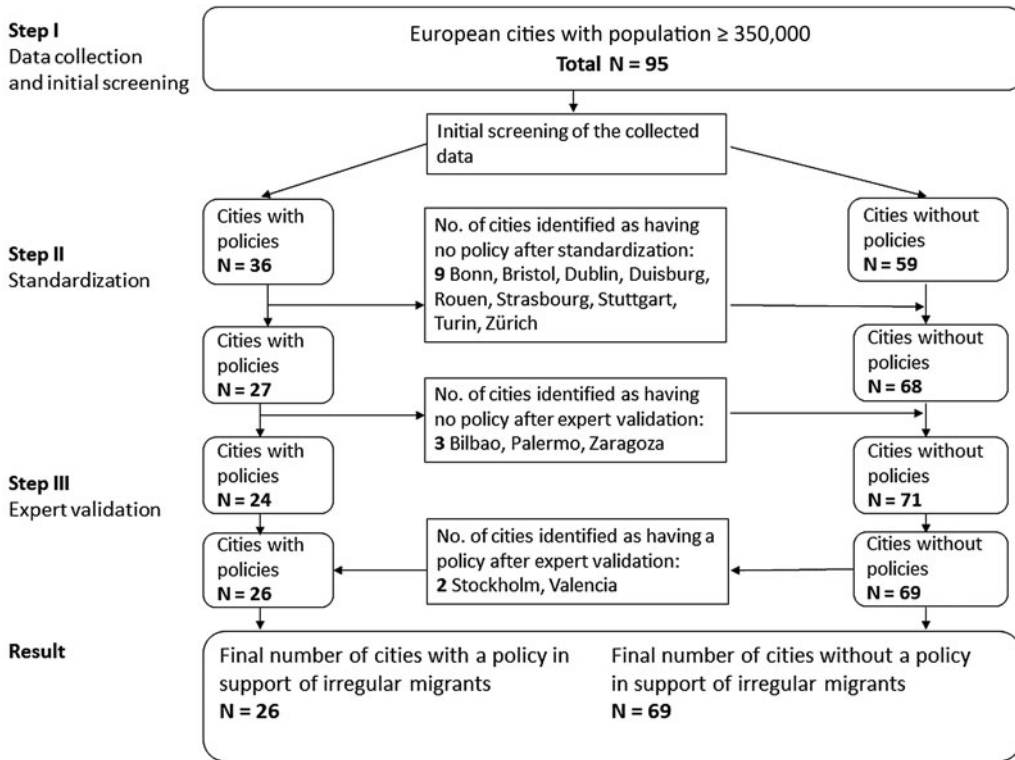 Step I
Data collection
and initial screening
European cities with population ≥ 350,000
Total N = 95
Initial screening of the collected
data
Step II
Standardization
Cities with
policies
N = 36
No. of cities identified as having
no policy after standardization:
9 Bonn, Bristol, Dublin, Duisburg,
Rouen, Strasbourg, Stuttgart,
Turin, Zürich
Cities without
policies
N = 59
Cities with
policies
N = 27
Cities without
policies
N = 68
No. of cities identified as having
no policy after expert validation:
3 Bilbao, Palermo, Zaragoza
Step III
Expert validation
Cities with
policies
N = 24
Cities without
policies
N = 71
Cities with
policies
N = 26
No. of cities identified as having a
policy after expert validation:
2 Stockholm, Valencia
Cities without
policies
N = 69
Result
Final number of cities with a policy in
support of irregular migrants
N = 26
Final number of cities without a policy
in support of irregular migrants
N = 69